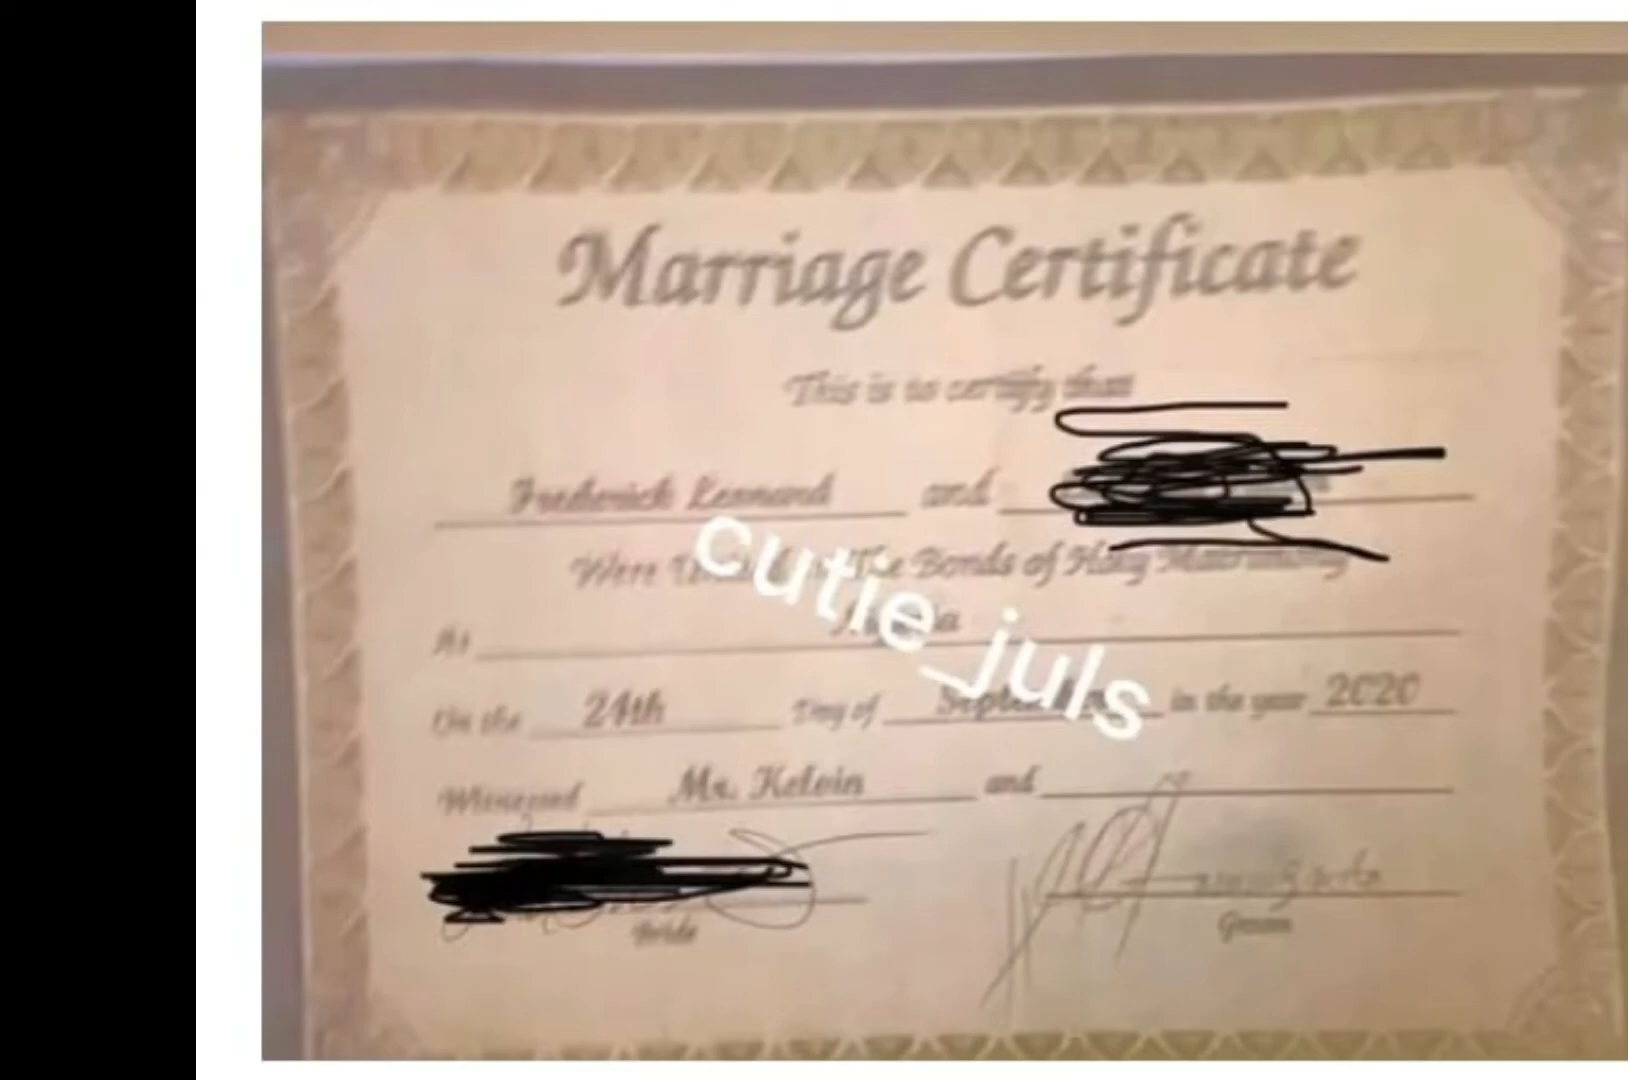 Marriage Certificate
This is to certify that
Frederick and
Were The Bonds of Holy Matrimony
cutie_juls
At
On the 24th Day of September in the year 2020
Witnessed Mr. Kelvin and
Bride Groom